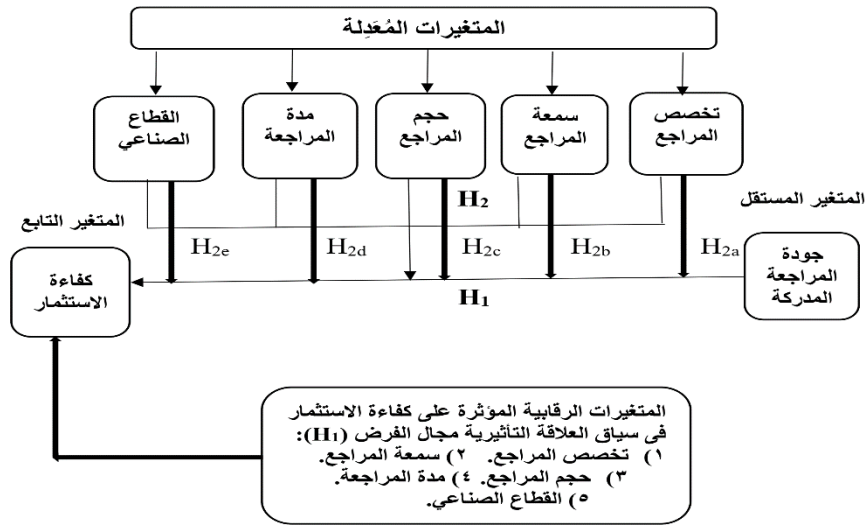 المتغيرات المُعَدِلة
تخصص
المراجع
سمعة
المراجع
حجم
المراجع
مدة
المراجعة
القطاع
الصناعي
المتغير المستقل
H2
المتغير التابع
H2a
H2b
H2c
H2d
H2e
جودة
المراجعة
المدركة
كفاءة
الاستثمار
H1
المتغيرات الرقابية المؤثرة على كفاءة الاستثمار
فى سياق العلاقة التأثيرية مجال الفرض (H1):
١) تخصص المراجع. ٢) سمعة المراجع.
٣) حجم المراجع. ٤) مدة المراجعة.
٥) القطاع الصناعي.